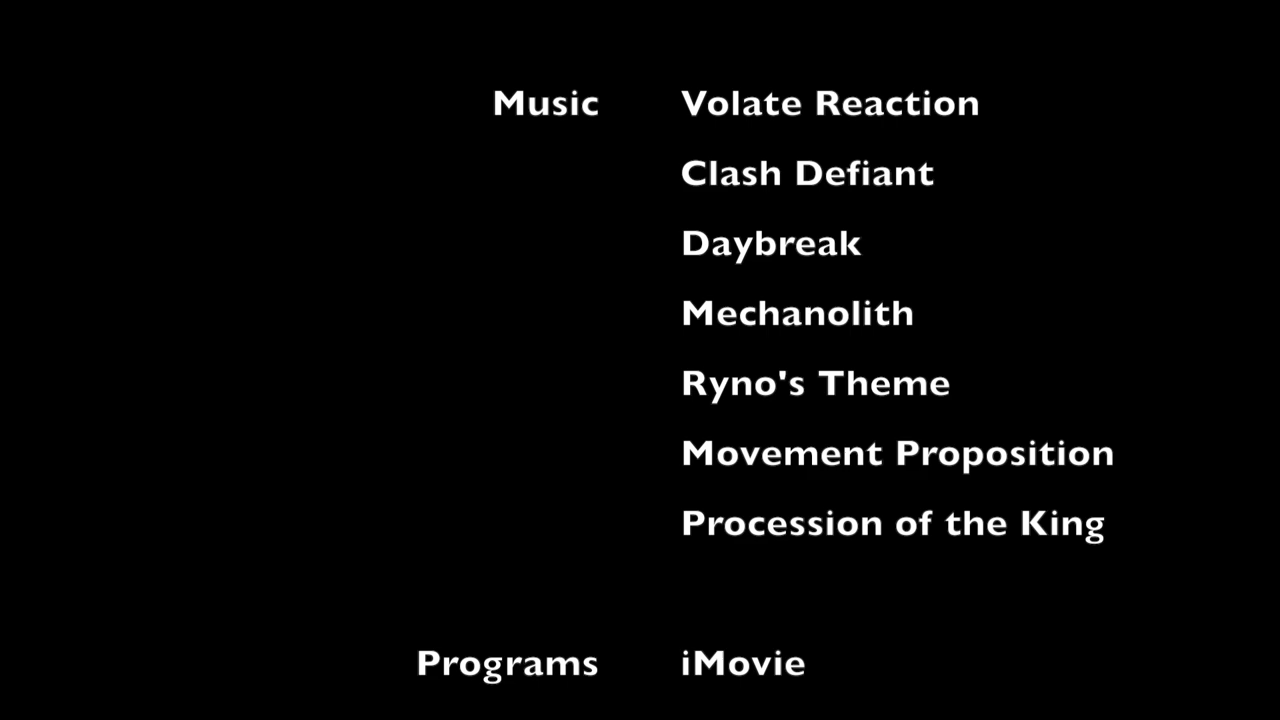 Music Volate Reaction
Clash Defiant
Daybreak
Mechanolith
Ryno's Theme
Movement Proposition
Procession of the King
Programs iMovie